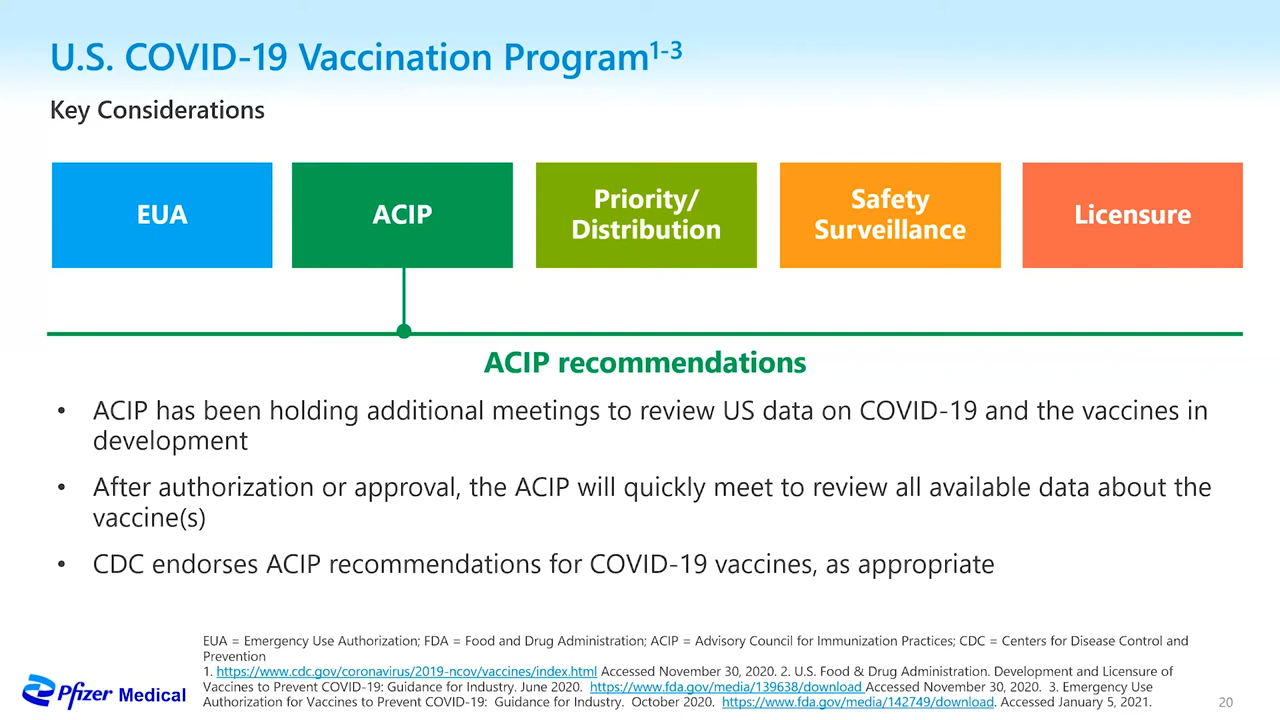 U.S. COVID-19 Vaccination Program1-3
Key Considerations
EUA
ACIP
Priority/
Distribution
Safety
Surveillance
Licensure
ACIP recommendations
• ACIP has been holding additional meetings to review US data on COVID-19 and the vaccines in
development
• After authorization or approval, the ACIP will quickly meet to review all available data about the
vaccine(s)
• CDC endorses ACIP recommendations for COVID-19 vaccines, as appropriate
EUA = Emergency Use Authorization; FDA = Food and Drug Administration; ACIP = Advisory Council for Immunization Practices; CDC = Centers for Disease Control and
Prevention
1. https://www.cdc.gov/coronavirus/2019-ncov/vaccines/index.html Accessed November 30, 2020. 2. U.S. Food & Drug Administration. Development and Licensure of
Vaccines to Prevent COVID-19: Guidance for Industry. June 2020. https://www.fda.gov/media/139638/download Accessed November 30, 2020. 3. Emergency Use
Authorization for Vaccines to Prevent COVID-19: Guidance for Industry. October 2020. https://www.fda.gov/media/142749/download. Accessed January 5, 2021.
Pfizer Medical
20